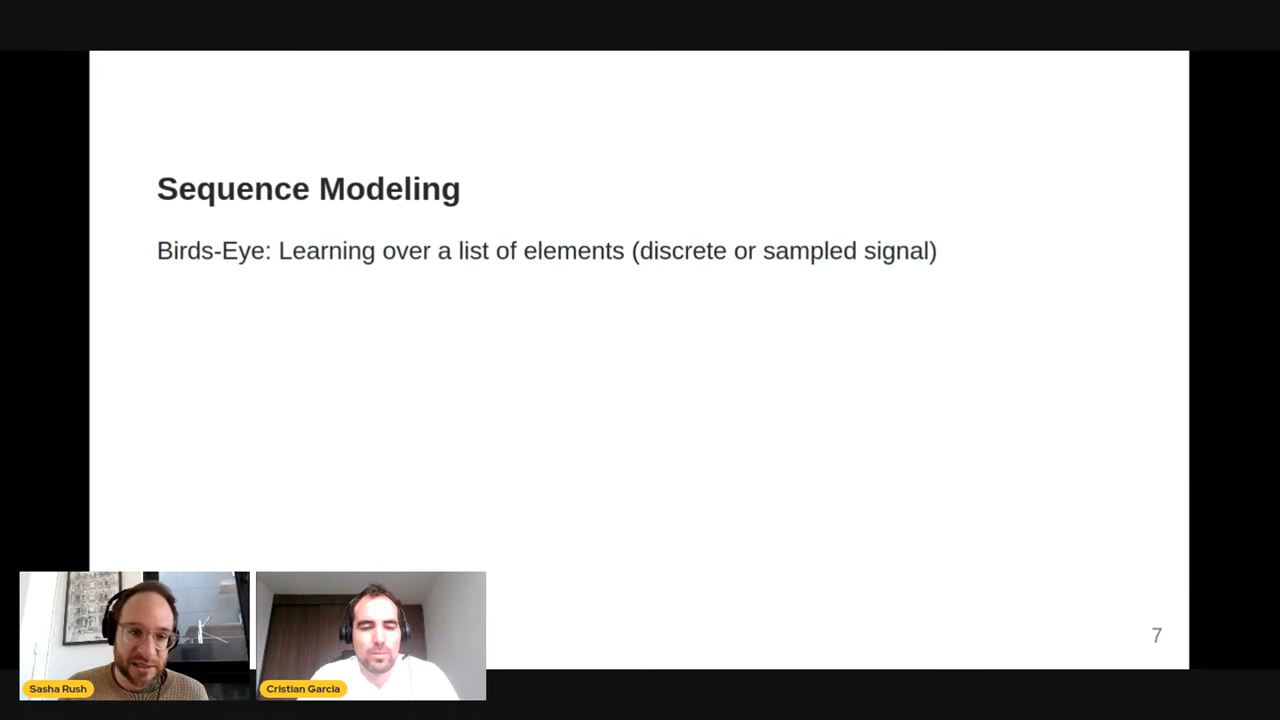 Sequence Modeling
Birds-Eye: Learning over a list of elements (discrete or sampled signal)
7
Sasha Rush
Cristian Garcia